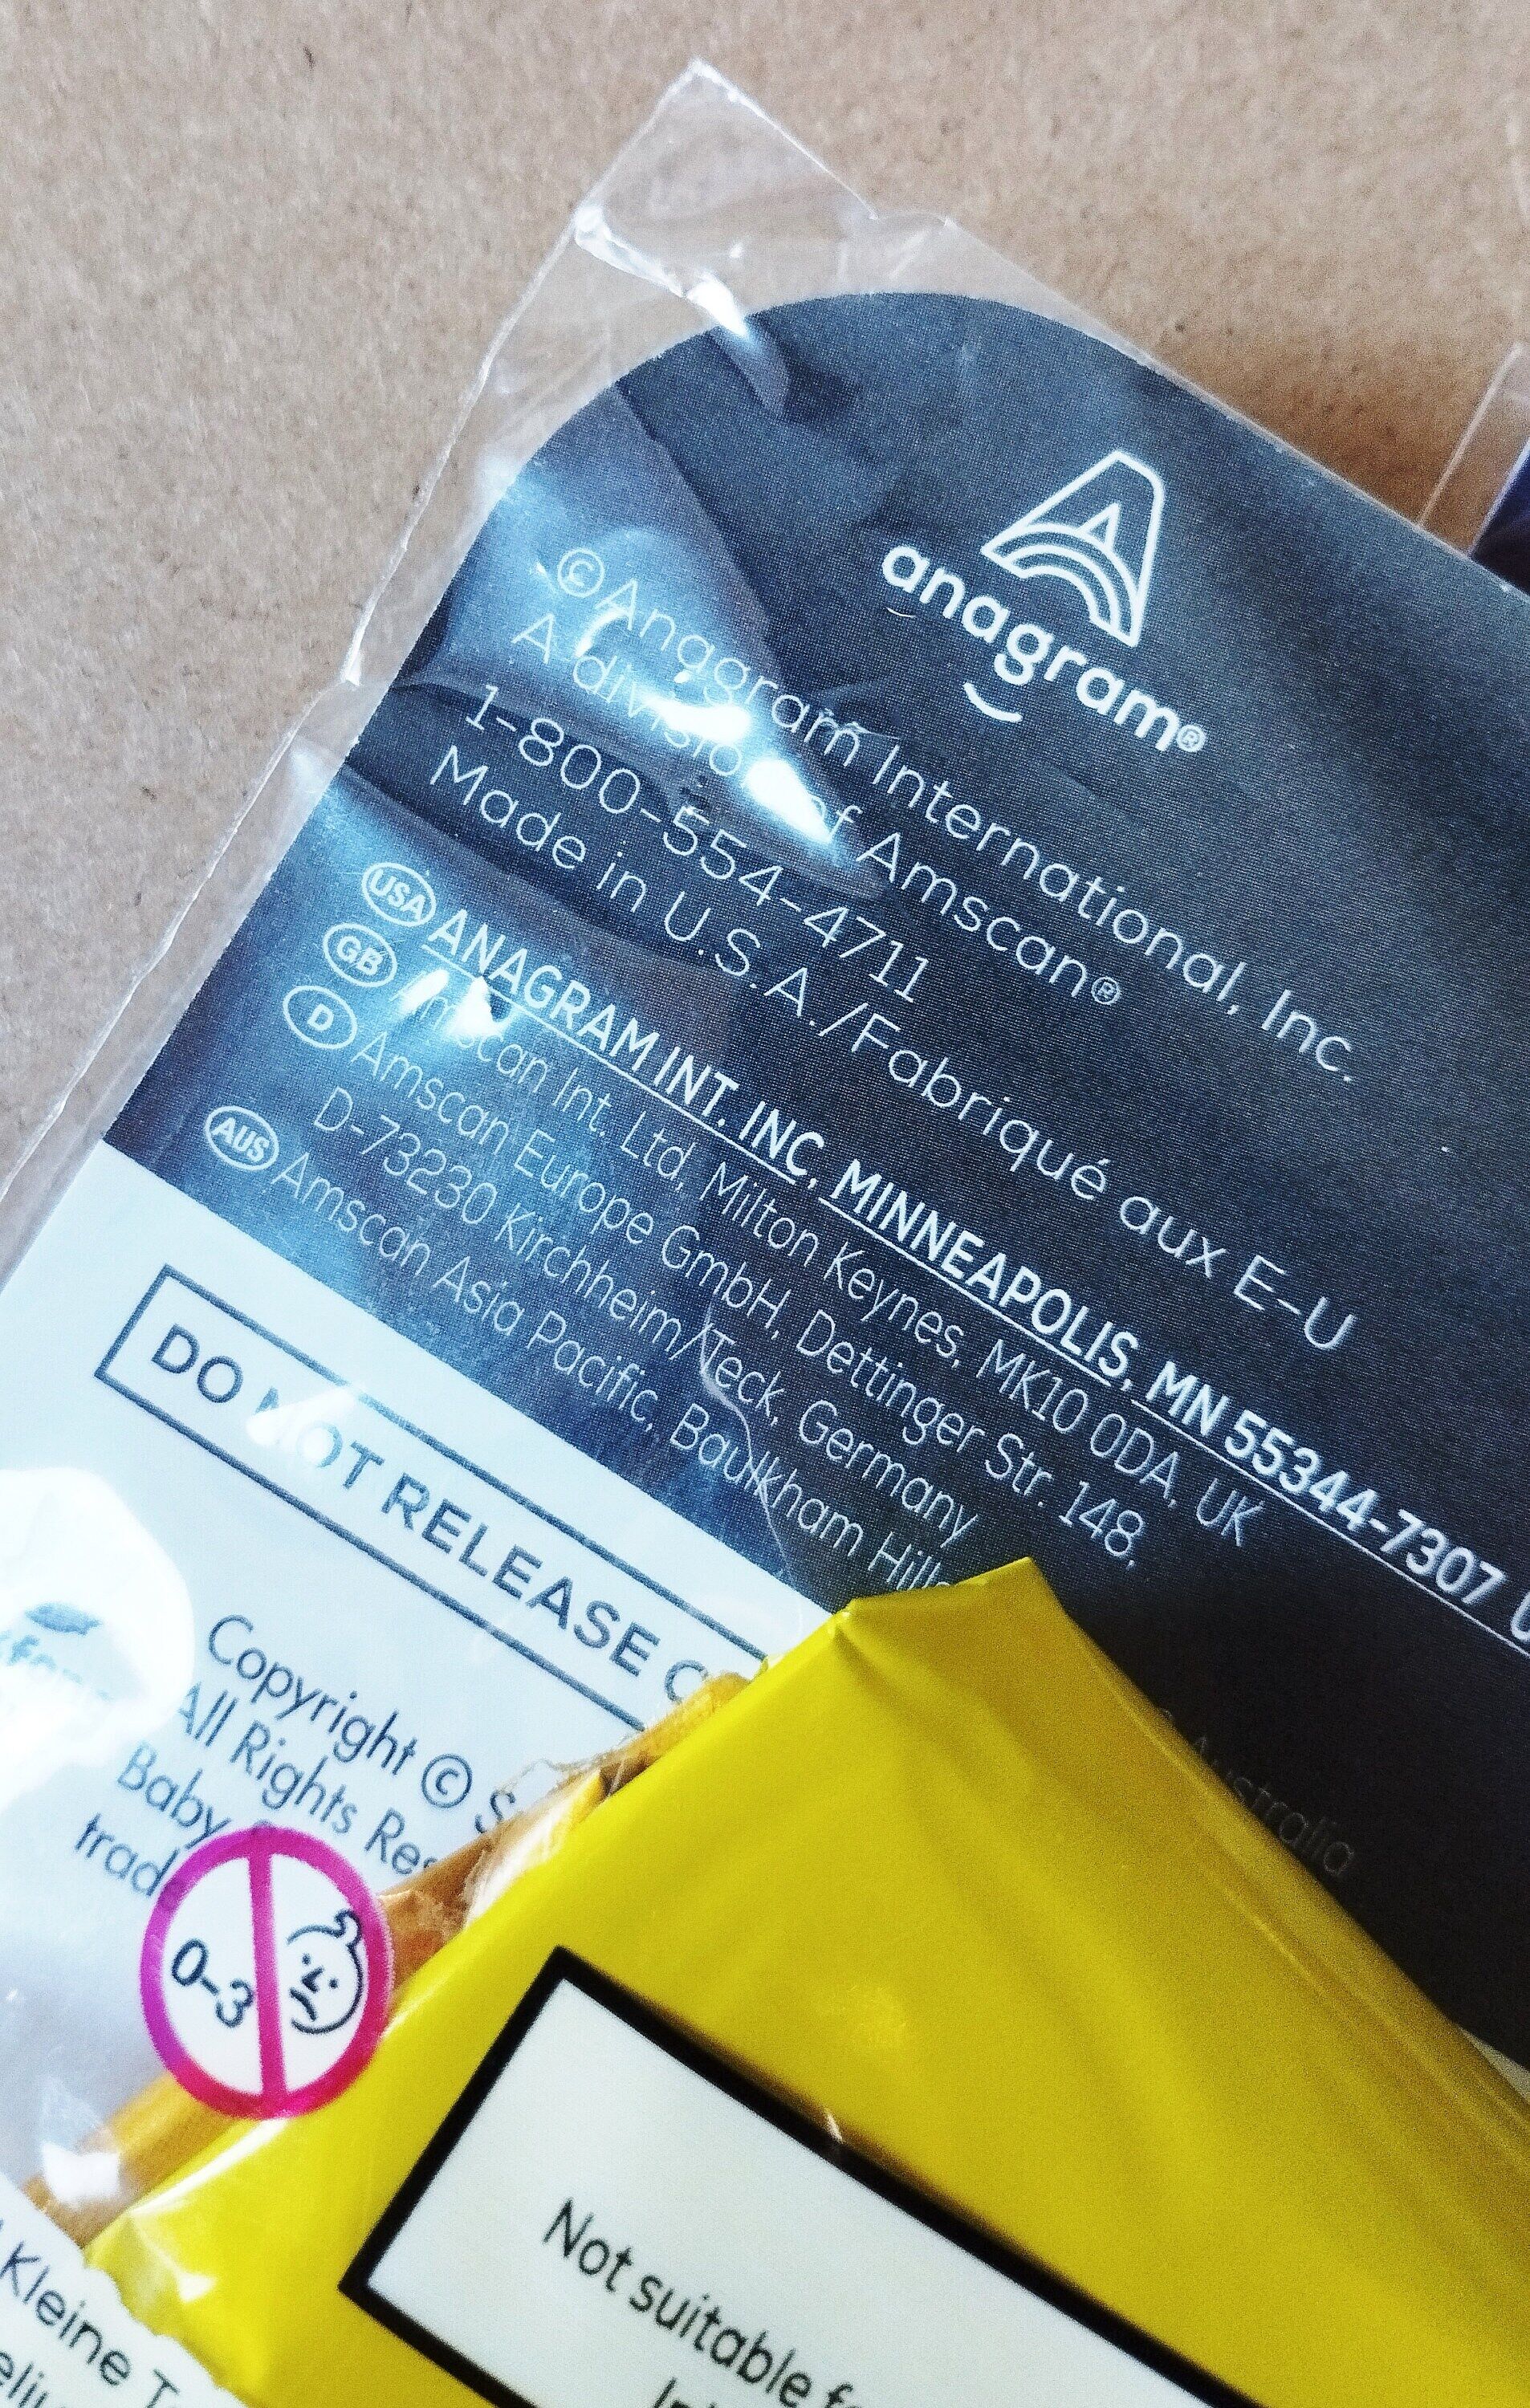 anagram®
©Anagram International, Inc.
A division of Amscan®
1-800-554-4711
Made in U.S.A./Fabriqué aux E-U
USA ANAGRAM INT. INC, MINNEAPOLIS, MN 55344-7307
GB Amscan Int. Ltd, Milton Keynes, MK10 0DA, UK
D Amscan Europe GmbH, Dettinger Str. 148,
D-73230 Kirchheim/Teck, Germany
AUS Amscan Asia Pacific, Baulkham Hills
Australia
DO NOT RELEASE
Copyright ©
All Rights Res
Baby
trad
0-3
Not suitable
Kleine